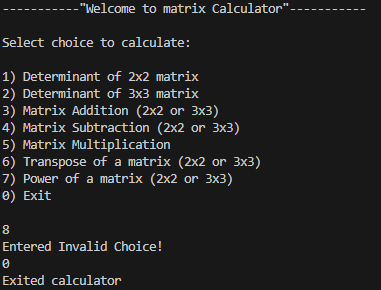 -----------"Welcome to matrix Calculator"-----------
Select choice to calculate:
1) Determinant of 2x2 matrix
2) Determinant of 3x3 matrix
3) Matrix Addition (2x2 or 3x3)
4) Matrix Subtraction (2x2 or 3x3)
5) Matrix Multiplication
6) Transpose of a matrix (2x2 or 3x3)
7) Power of a matrix (2x2 or 3x3)
0) Exit
8
Entered Invalid Choice!
0
Exited calculator